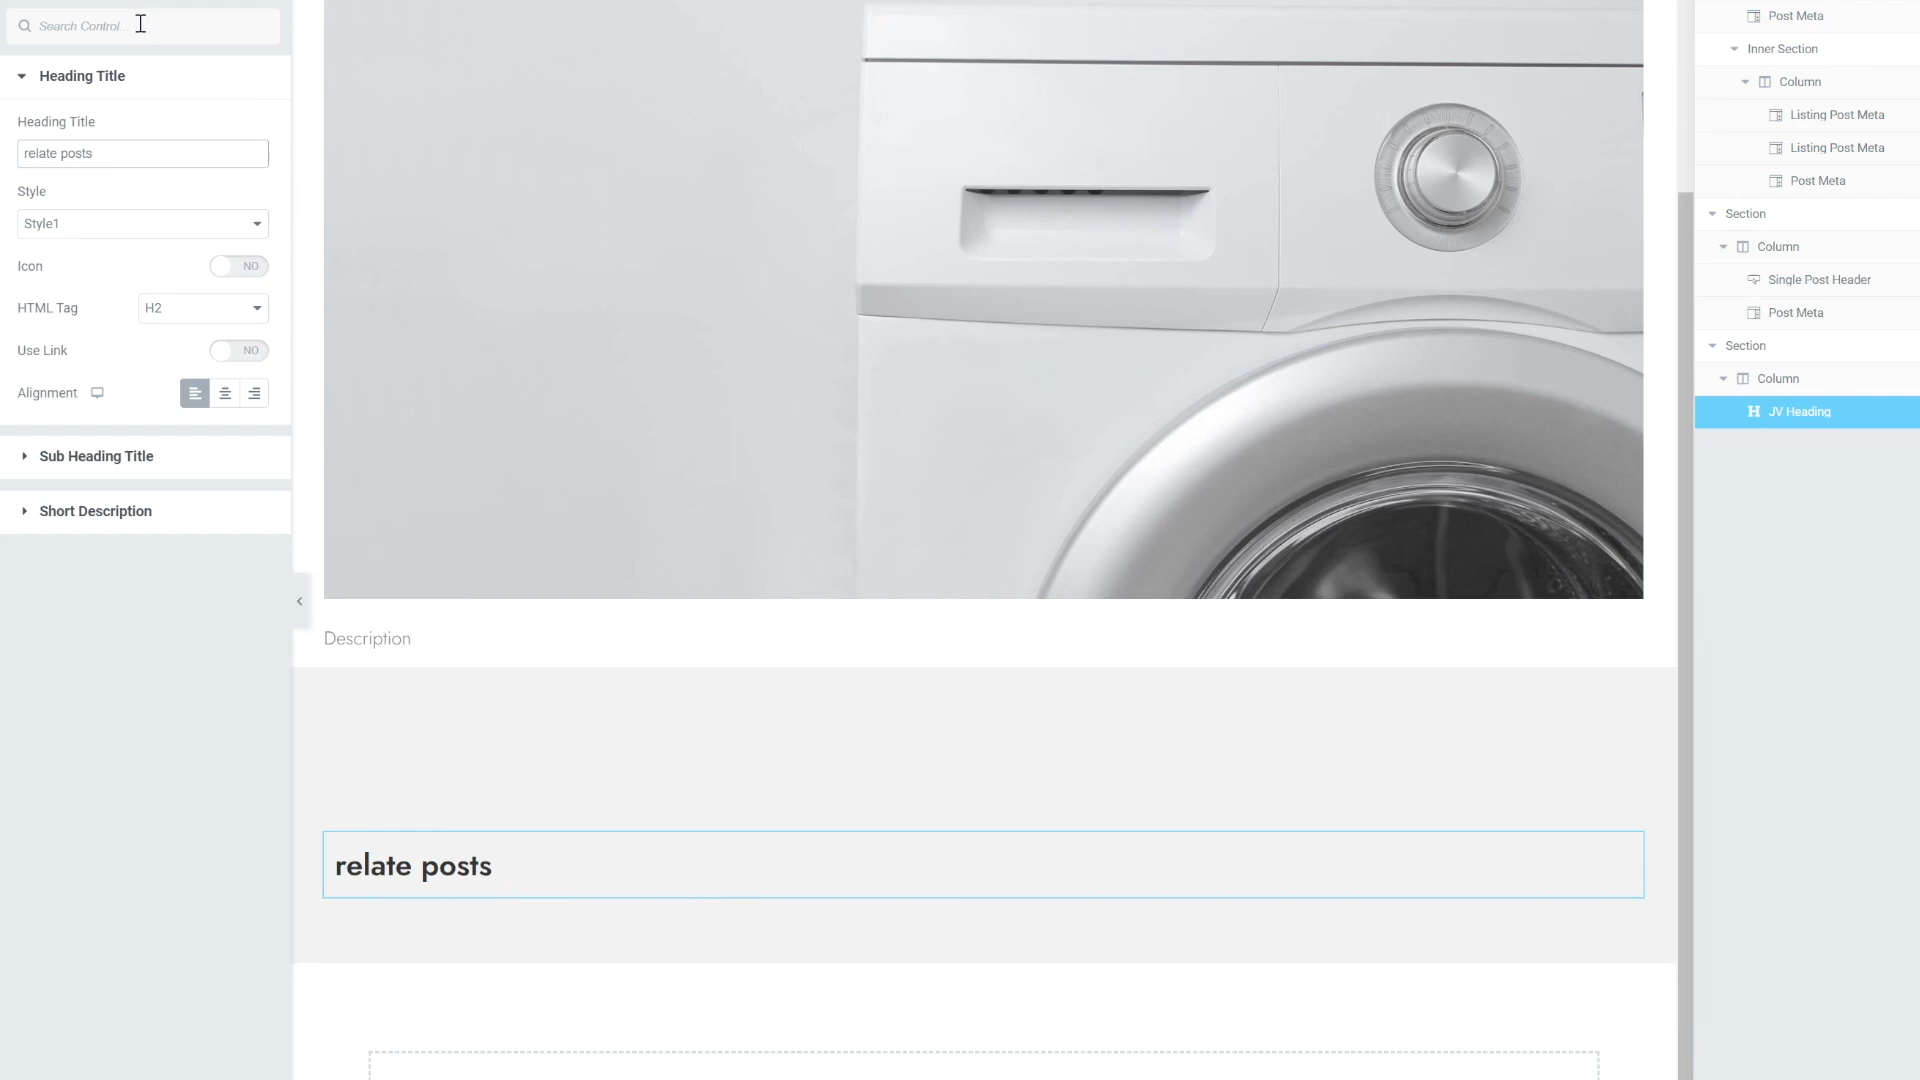 Search Control...
Heading Title
Heading Title
relate posts
Style
Style1
Icon
NO
HTML Tag
H2
Use Link
NO
Alignment
Sub Heading Title
Short Description
Description
relate posts
Post Meta
Inner Section
Column
Listing Post Meta
Listing Post Meta
Post Meta
Section
Column
Single Post Header
Post Meta
Section
Column
JV Heading